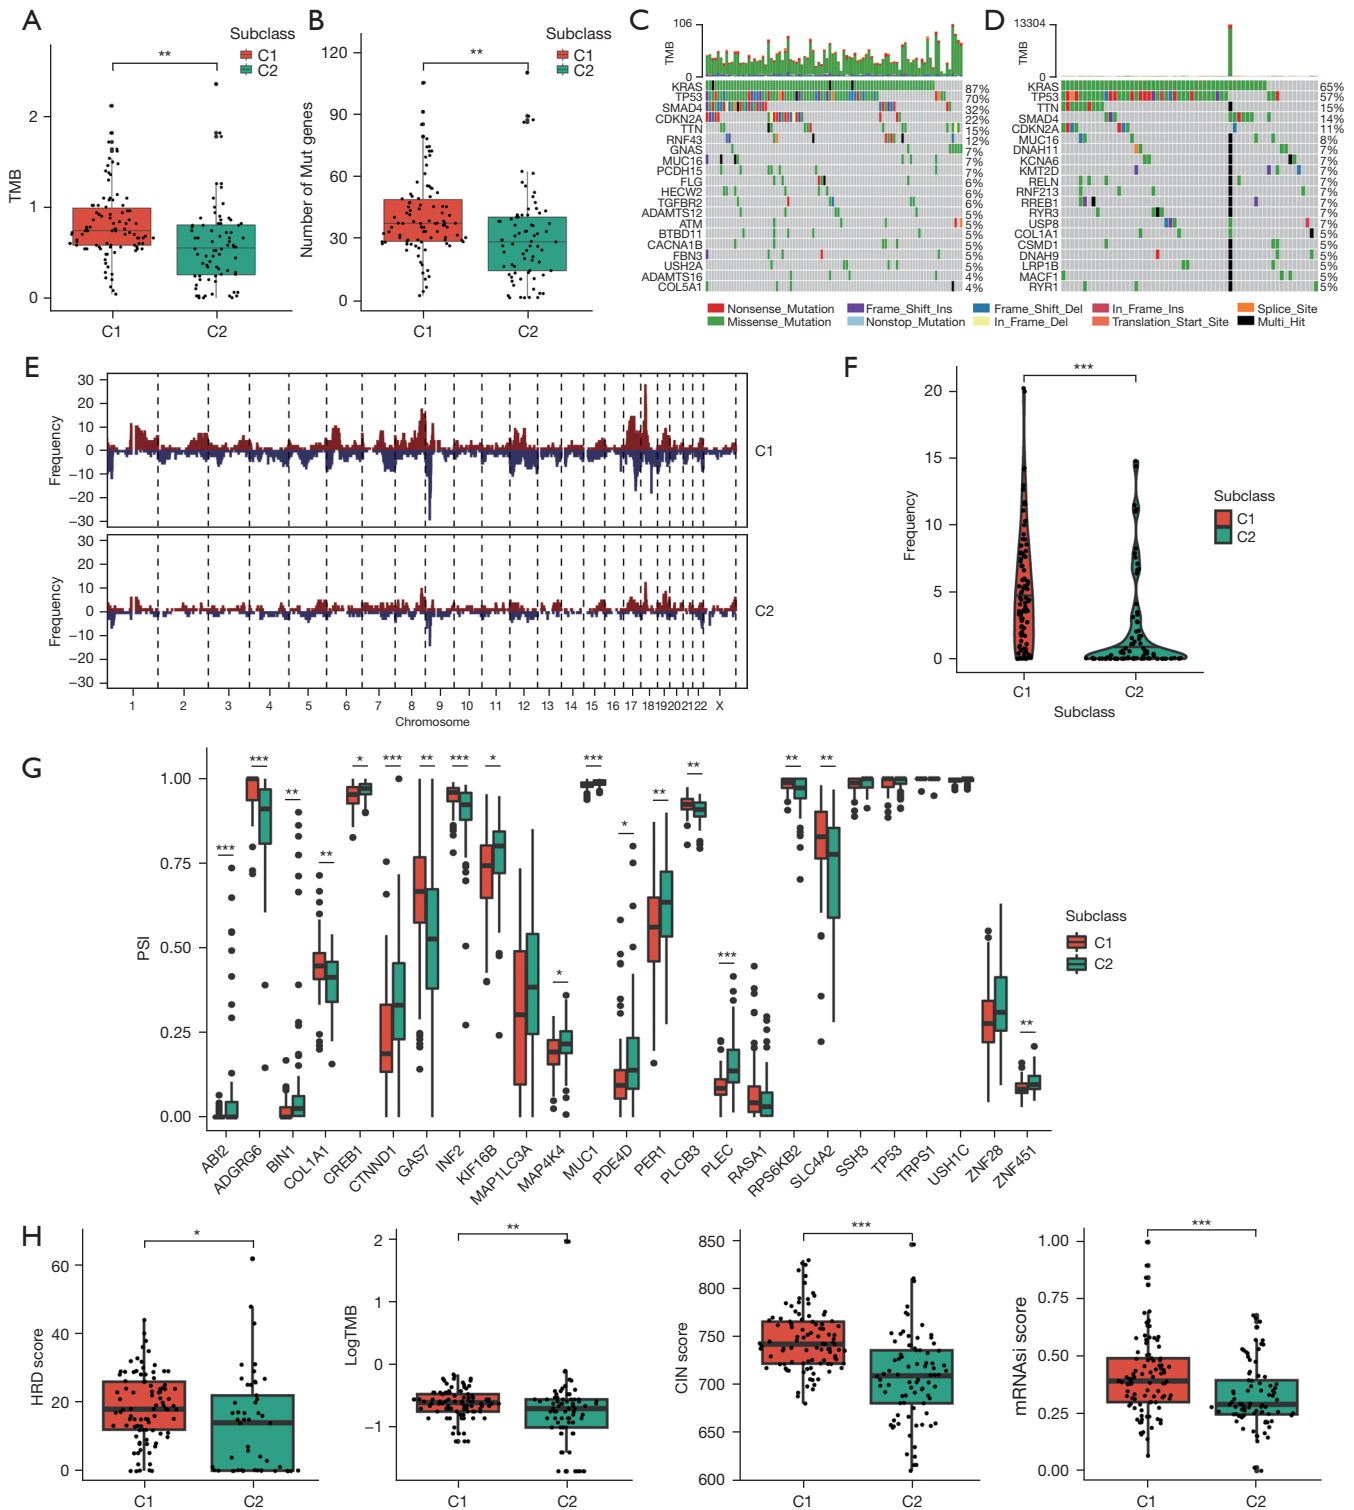 A
TMB
2
1
0
**
C1
C2
Subclass
C1
C2
B
Number of Mut genes
120
90
60
30
0
**
C1
C2
Subclass
C1
C2
C
106
TMB
0
KRAS 87%
TP53 70%
SMAD4 32%
CDKN2A 22%
TTN 15%
RNF43 12%
GNAS 7%
MUC16 7%
PCDH15 7%
FLG 6%
HECW2 6%
TGFBR2 6%
ADAMTS12 5%
ATM 5%
BTBD11 5%
CACNA1B 5%
FBN3 5%
USH2A 5%
ADAMTS16 4%
COL5A1 4%
D
13304
TMB
0
KRAS 65%
TP53 57%
TTN 15%
SMAD4 14%
CDKN2A 11%
MUC16 8%
DNAH11 7%
KCNA6 7%
KMT2D 7%
RELN 7%
RNF213 7%
RREB1 7%
RYR3 7%
USP8 7%
COL1A1 5%
CSMD1 5%
DNAH9 5%
LRP1B 5%
MACF1 5%
RYR1 5%
Nonsense_Mutation Frame_Shift_Ins Frame_Shift_Del In_Frame_Ins Splice_Site
Missense_Mutation Nonstop_Mutation In_Frame_Del Translation_Start_Site Multi_Hit
E
Frequency
30
20
10
0
−10
−20
−30
C1
Frequency
30
20
10
0
−10
−20
−30
C2
1 2 3 4 5 6 7 8 9 10 11 12 13 14 15 16 17 18 19 20 21 22 X
Chromosome
F
Frequency
20
15
10
5
0
***
C1
C2
Subclass
Subclass
C1
C2
G
PSI
1.00
0.75
0.50
0.25
0.00
*** *** ** ** * *** ** *** * * *** * ** ** *** ** ** **
ABI2
ADGRG6
BIN1
COL1A1
CREB1
CTNND1
GAS7
INF2
KIF16B
MAP1LC3A
MAP4K4
MUC1
PDE4D
PER1
PLCB3
PLEC
RASA1
RPS6KB2
SLC4A2
SSH3
TP53
TRPS1
USH1C
ZNF28
ZNF451
Subclass
C1
C2
H
HRD score
60
40
20
0
*
C1
C2
LogTMB
2
1
0
−1
**
C1
C2
CIN score
850
800
750
700
650
600
***
C1
C2
mRNAsi score
1.00
0.75
0.50
0.25
0.00
***
C1
C2